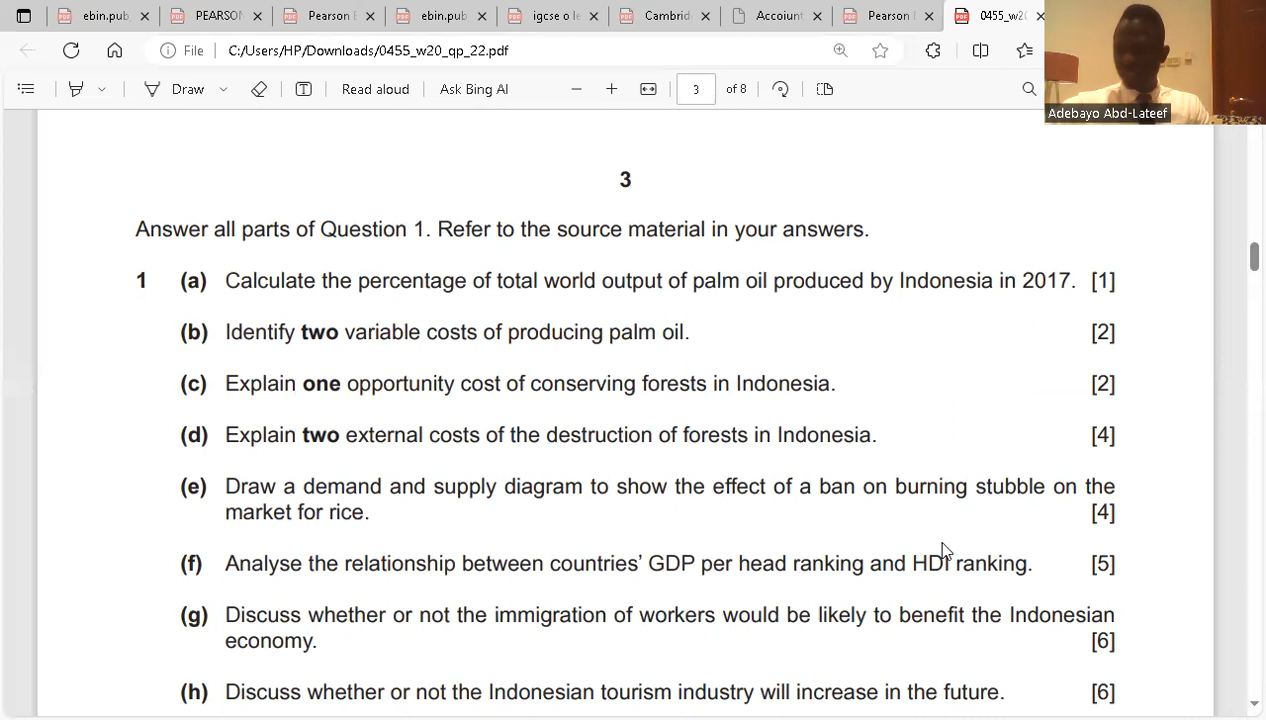 ebin.pub
PEARSON
Pearson E
ebin.pub
igcse o le
Cambrid
Account
Pearson
0455_w20
File C:/Users/HP/Downloads/0455_w20_qp_22.pdf
Draw Read aloud Ask Bing AI 3 of 8
Adebayo Abd-Lateef
3
Answer all parts of Question 1. Refer to the source material in your answers.
1 (a) Calculate the percentage of total world output of palm oil produced by Indonesia in 2017. [1]
(b) Identify two variable costs of producing palm oil. [2]
(c) Explain one opportunity cost of conserving forests in Indonesia. [2]
(d) Explain two external costs of the destruction of forests in Indonesia. [4]
(e) Draw a demand and supply diagram to show the effect of a ban on burning stubble on the
market for rice. [4]
(f) Analyse the relationship between countries' GDP per head ranking and HDI ranking. [5]
(g) Discuss whether or not the immigration of workers would be likely to benefit the Indonesian
economy. [6]
(h) Discuss whether or not the Indonesian tourism industry will increase in the future. [6]